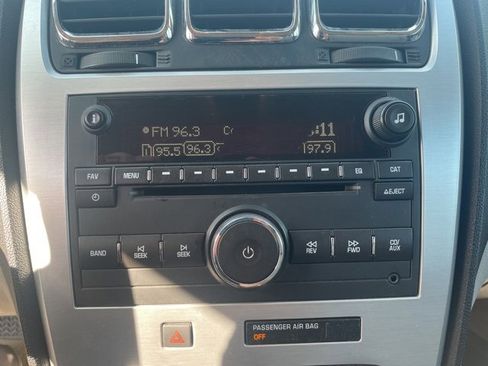 FM 96.3
:11
1 95.5 96.3 97.9
FAV MENU EQ CAT
EJECT
BAND SEEK SEEK REV FWD CD/AUX
PASSENGER AIR BAG
OFF